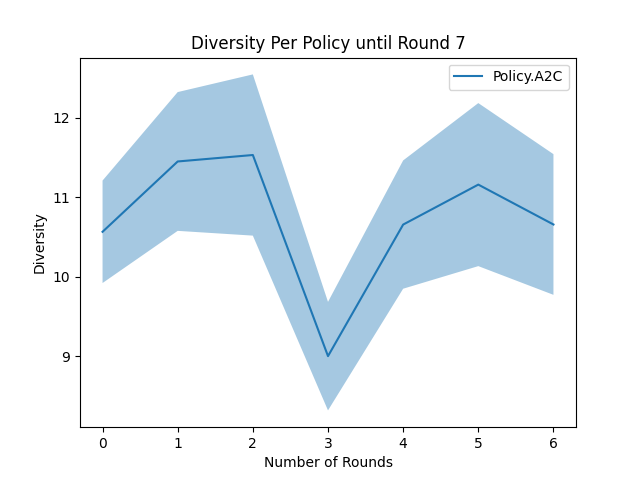 Diversity Per Policy until Round 7
Policy.A2C
Diversity
12
11
10
9
0 1 2 3 4 5 6
Number of Rounds